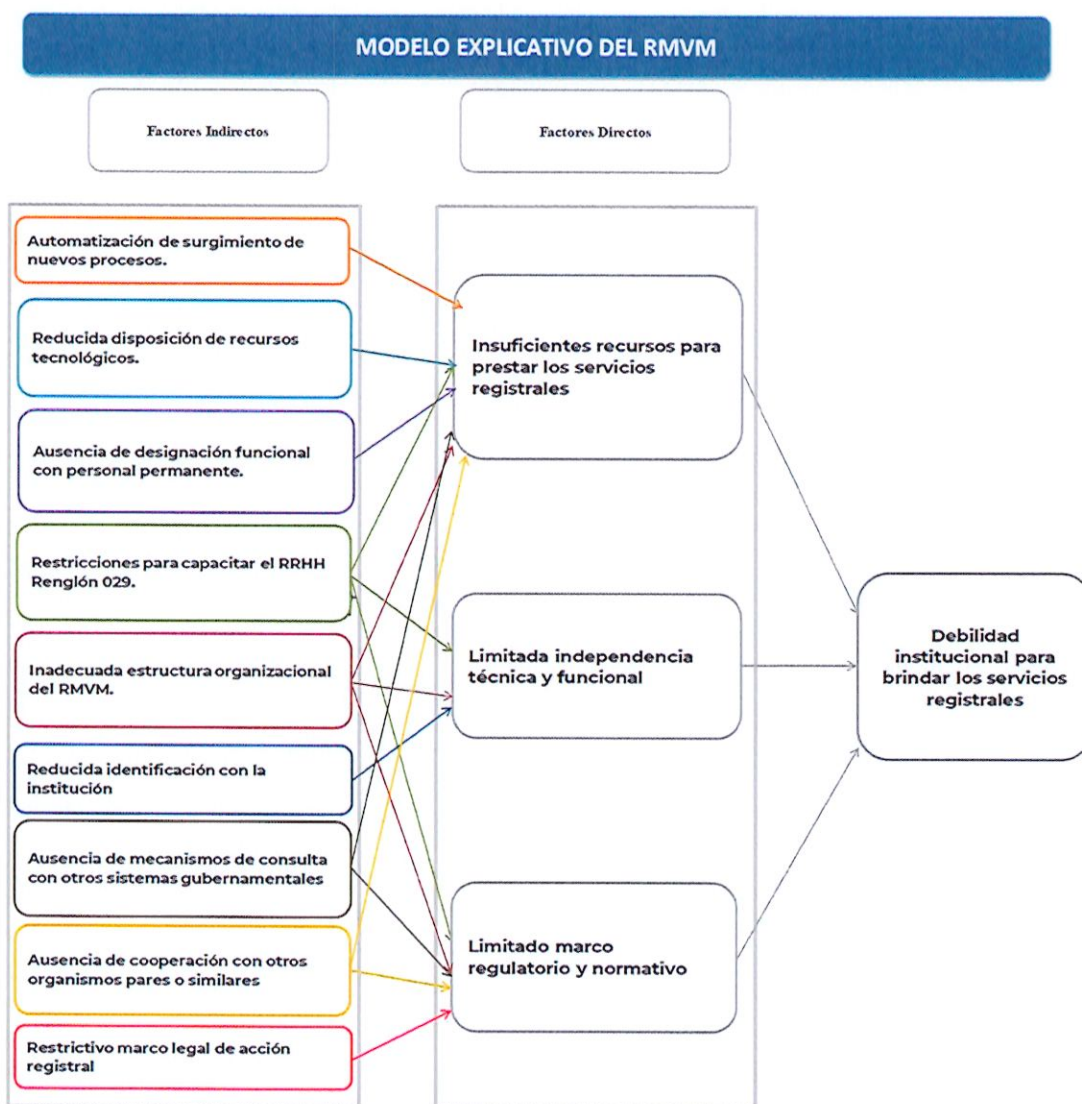 MODELO EXPLICATIVO DEL RMVM
Factores Indirectos
Factores Directos
Automatización de surgimiento de
nuevos procesos.
Reducida disposición de recursos
tecnológicos.
Ausencia de designación funcional
con personal permanente.
Restricciones para capacitar el RRHH
Renglón 029.
Inadecuada estructura organizacional
del RMVM.
Reducida identificación con la
institución
Ausencia de mecanismos de consulta
con otros sistemas gubernamentales
Ausencia de cooperación con otros
organismos pares o similares
Restrictivo marco legal de acción
registral
Insuficientes recursos para
prestar los servicios
registrales
Limitada independencia
técnica y funcional
Limitado marco
regulatorio y normativo
Debilidad
institucional para
brindar los servicios
registrales